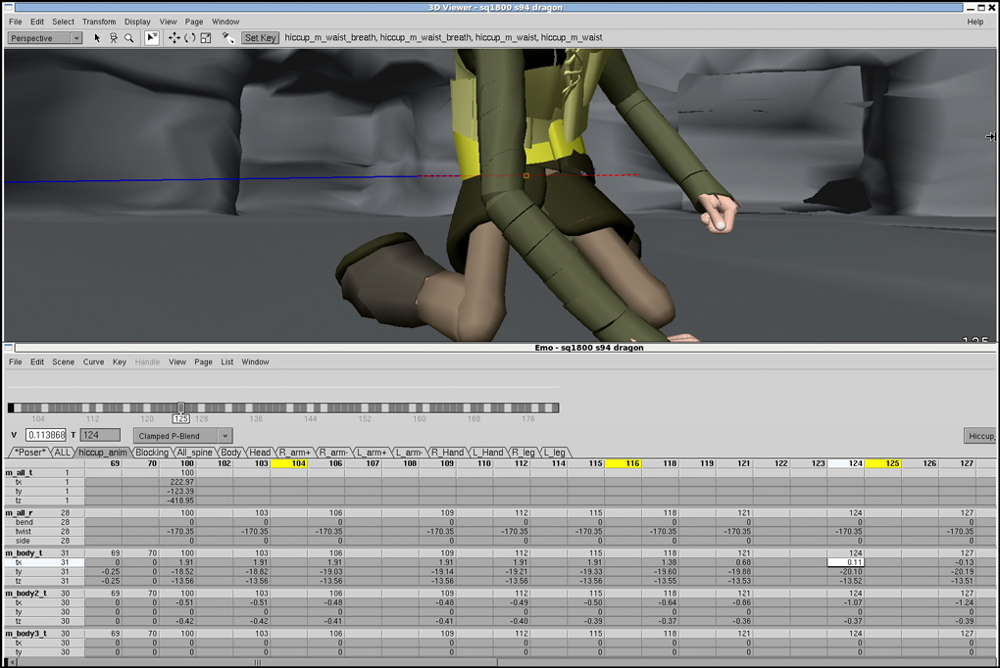 3D Viewer - sq1800 s94 dragon
File Edit Select Transform Display View Page Window Help
Perspective Set Key hiccup_m_waist_breath, hiccup_m_waist_breath, hiccup_m_waist, hiccup_m_waist
125
Emo - sq1800 s94 dragon
File Edit Scene Curve Key Handle View Page List Window
104 112 120 125 128 136 144 152 160 168 176
V 0.113868 T 124 Clamped P-Blend Hiccup,
*Poser* ALL hiccup_anim Blocking All_spine Body Head R_arm+ R_arm- L_arm+ L_arm- R_Hand L_Hand R_leg L_leg
69 70 100 102 103 104 106 109 110 112 115 116 118 119 121 122 123 124 125 126 127
m_all_t 1 100
tx 1 222.97
ty 1 -123.39
tz 1 -418.95
m_all_r 28 100 103 106 109 112 115 118 121 124 127
bend 28 0 0 0 0 0 0 0 0 0 0
twist 28 -170.35 -170.35 -170.35 -170.35 -170.35 -170.35 -170.35 -170.35 -170.35 -170.35
side 28 0 0 0 0 0 0 0 0 0 0
m_body_t 31 69 70 100 103 106 109 112 115 118 121 124 127
tx 31 0 0 1.91 1.91 1.91 1.91 1.91 1.91 1.38 0.68 0.11 -0.13
ty 31 -0.25 0 -18.52 -18.82 -19.03 -19.14 -19.21 -19.33 -19.60 -19.88 -20.10 -20.19
tz 31 -0.25 0 -13.56 -13.56 -13.56 -13.56 -13.56 -13.56 -13.55 -13.53 -13.52 -13.51
m_body2_t 30 69 70 100 103 106 109 112 115 118 121 124 127
tx 30 0 0 -0.51 -0.51 -0.48 -0.48 -0.49 -0.50 -0.64 -0.86 -1.07 -1.24
ty 30 0 0 0 0 0 0 0 0 0 0 0 0
tz 30 0 0 -0.42 -0.42 -0.41 -0.41 -0.40 -0.39 -0.37 -0.36 -0.37 -0.39
m_body3_t 30 69 70 100 103 106 109 112 115 118 121 124 127
tx 30 0 0 0 0 0 0 0 0 0 0 0 0
ty 30 0 0 0 0 0 0 0 0 0 0 0 0